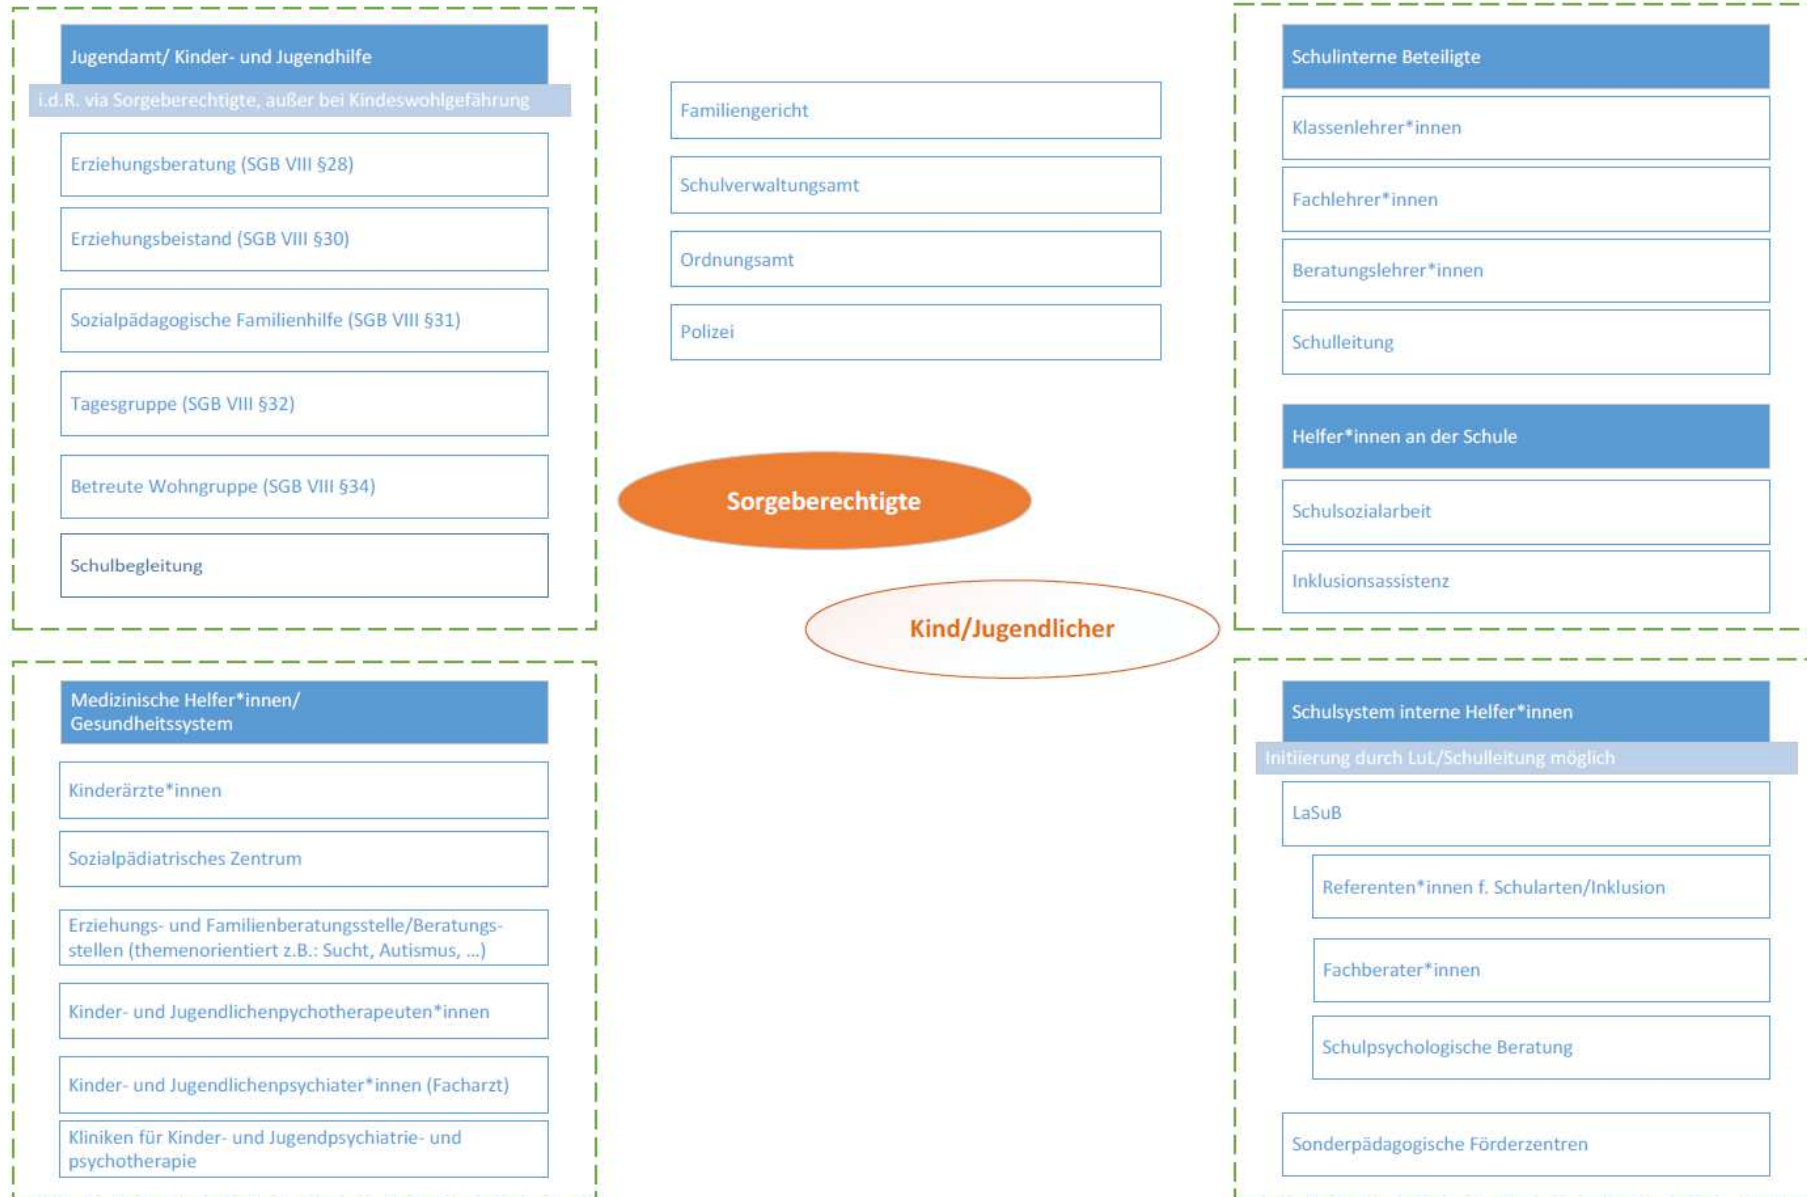 Jugendamt/ Kinder- und Jugendhilfe
i.d.R. via Sorgeberechtigte, außer bei Kindeswohlgefährung
Erziehungsberatung (SGB VIII §28)
Erziehungsbeistand (SGB VIII §30)
Sozialpädagogische Familienhilfe (SGB VIII §31)
Tagesgruppe (SGB VIII §32)
Betreute Wohngruppe (SGB VIII §34)
Schulbegleitung
Familiengericht
Schulverwaltungsamt
Ordnungsamt
Polizei
Sorgeberechtigte
Kind/Jugendlicher
Schulinterne Beteiligte
Klassenlehrer*innen
Fachlehrer*innen
Beratungslehrer*innen
Schulleitung
Helfer*innen an der Schule
Schulsozialarbeit
Inklusionsassistenz
Medizinische Helfer*innen/
Gesundheitssystem
Kinderärzte*innen
Sozialpädiatrisches Zentrum
Erziehungs- und Familienberatungsstelle/Beratungs-
stellen (themenorientiert z.B.: Sucht, Autismus, …)
Kinder- und Jugendlichenpychotherapeuten*innen
Kinder- und Jugendlichenpsychiater*innen (Facharzt)
Kliniken für Kinder- und Jugendpsychiatrie- und
psychotherapie
Schulsystem interne Helfer*innen
Initiierung durch LuL/Schulleitung möglich
LaSuB
Referenten*innen f. Schularten/Inklusion
Fachberater*innen
Schulpsychologische Beratung
Sonderpädagogische Förderzentren